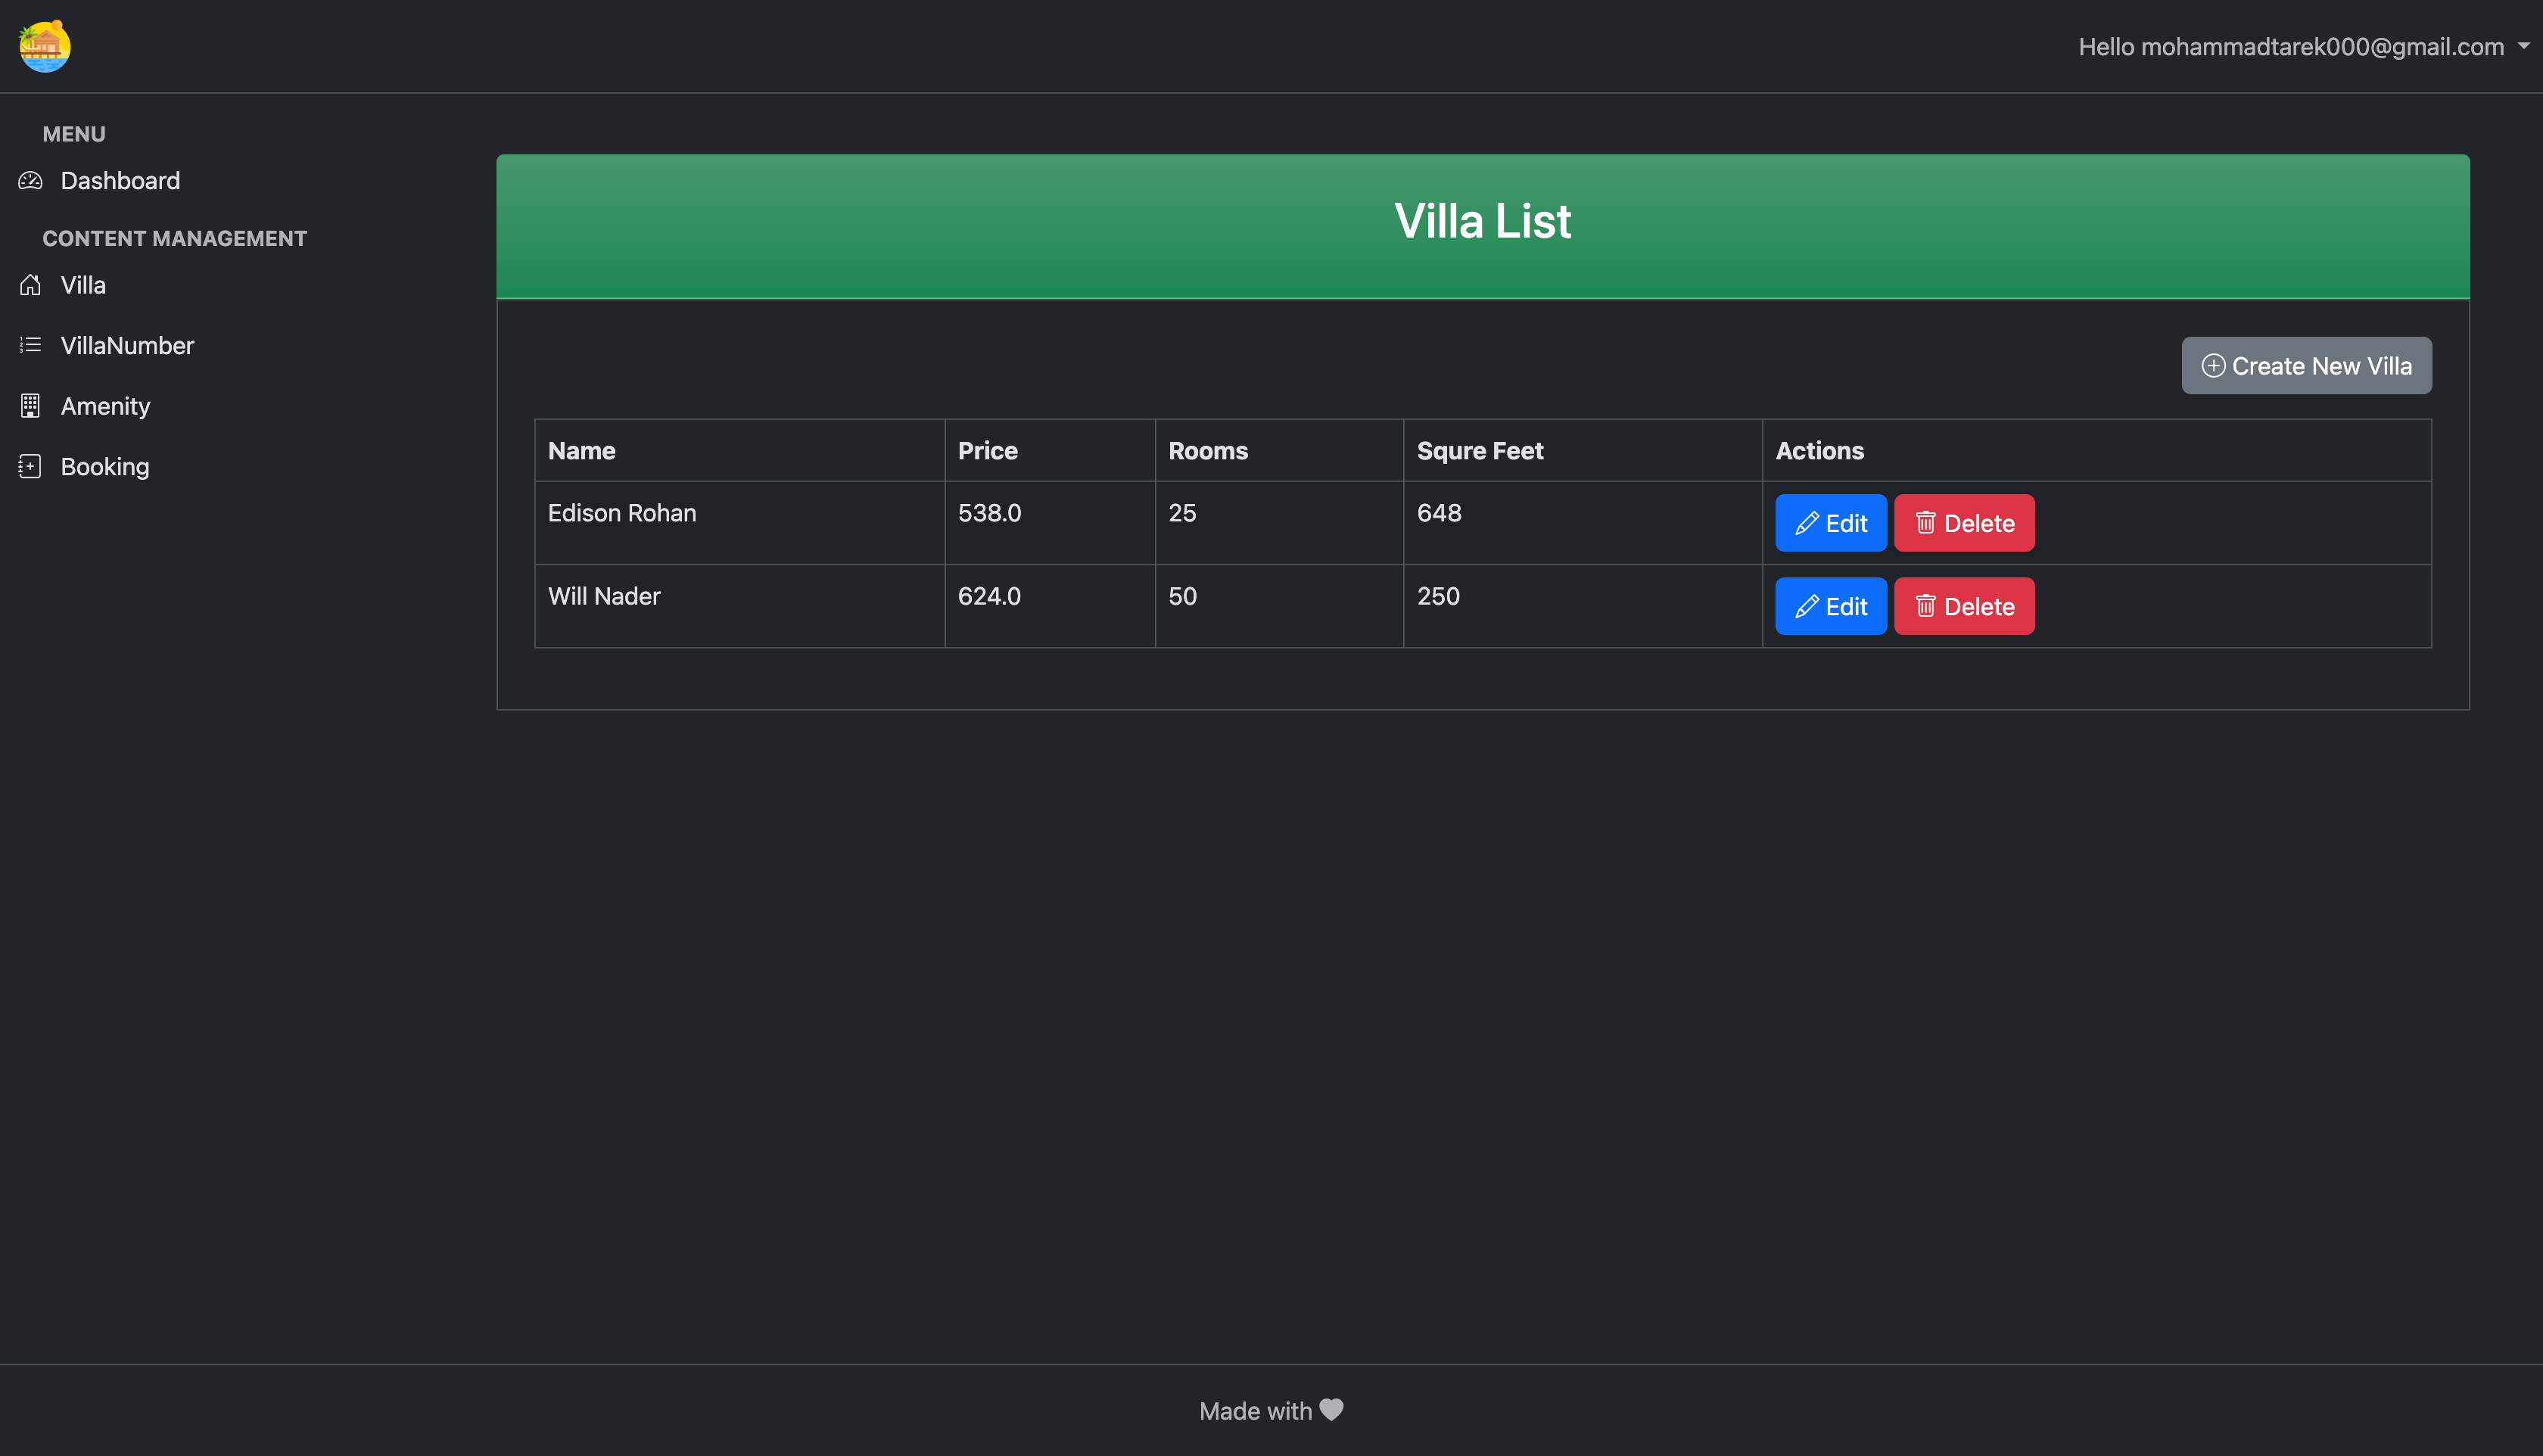 Hello mohammadtarek000@gmail.com
MENU
Dashboard
CONTENT MANAGEMENT
Villa
VillaNumber
Amenity
Booking
Villa List
Create New Villa
Name Price Rooms Squre Feet Actions
Edison Rohan 538.0 25 648 Edit Delete
Will Nader 624.0 50 250 Edit Delete
Made with